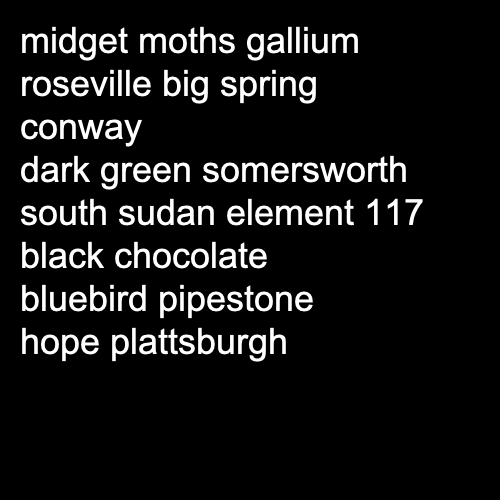 midget moths gallium
roseville big spring
conway
dark green somersworth
south sudan element 117
black chocolate
bluebird pipestone
hope plattsburgh